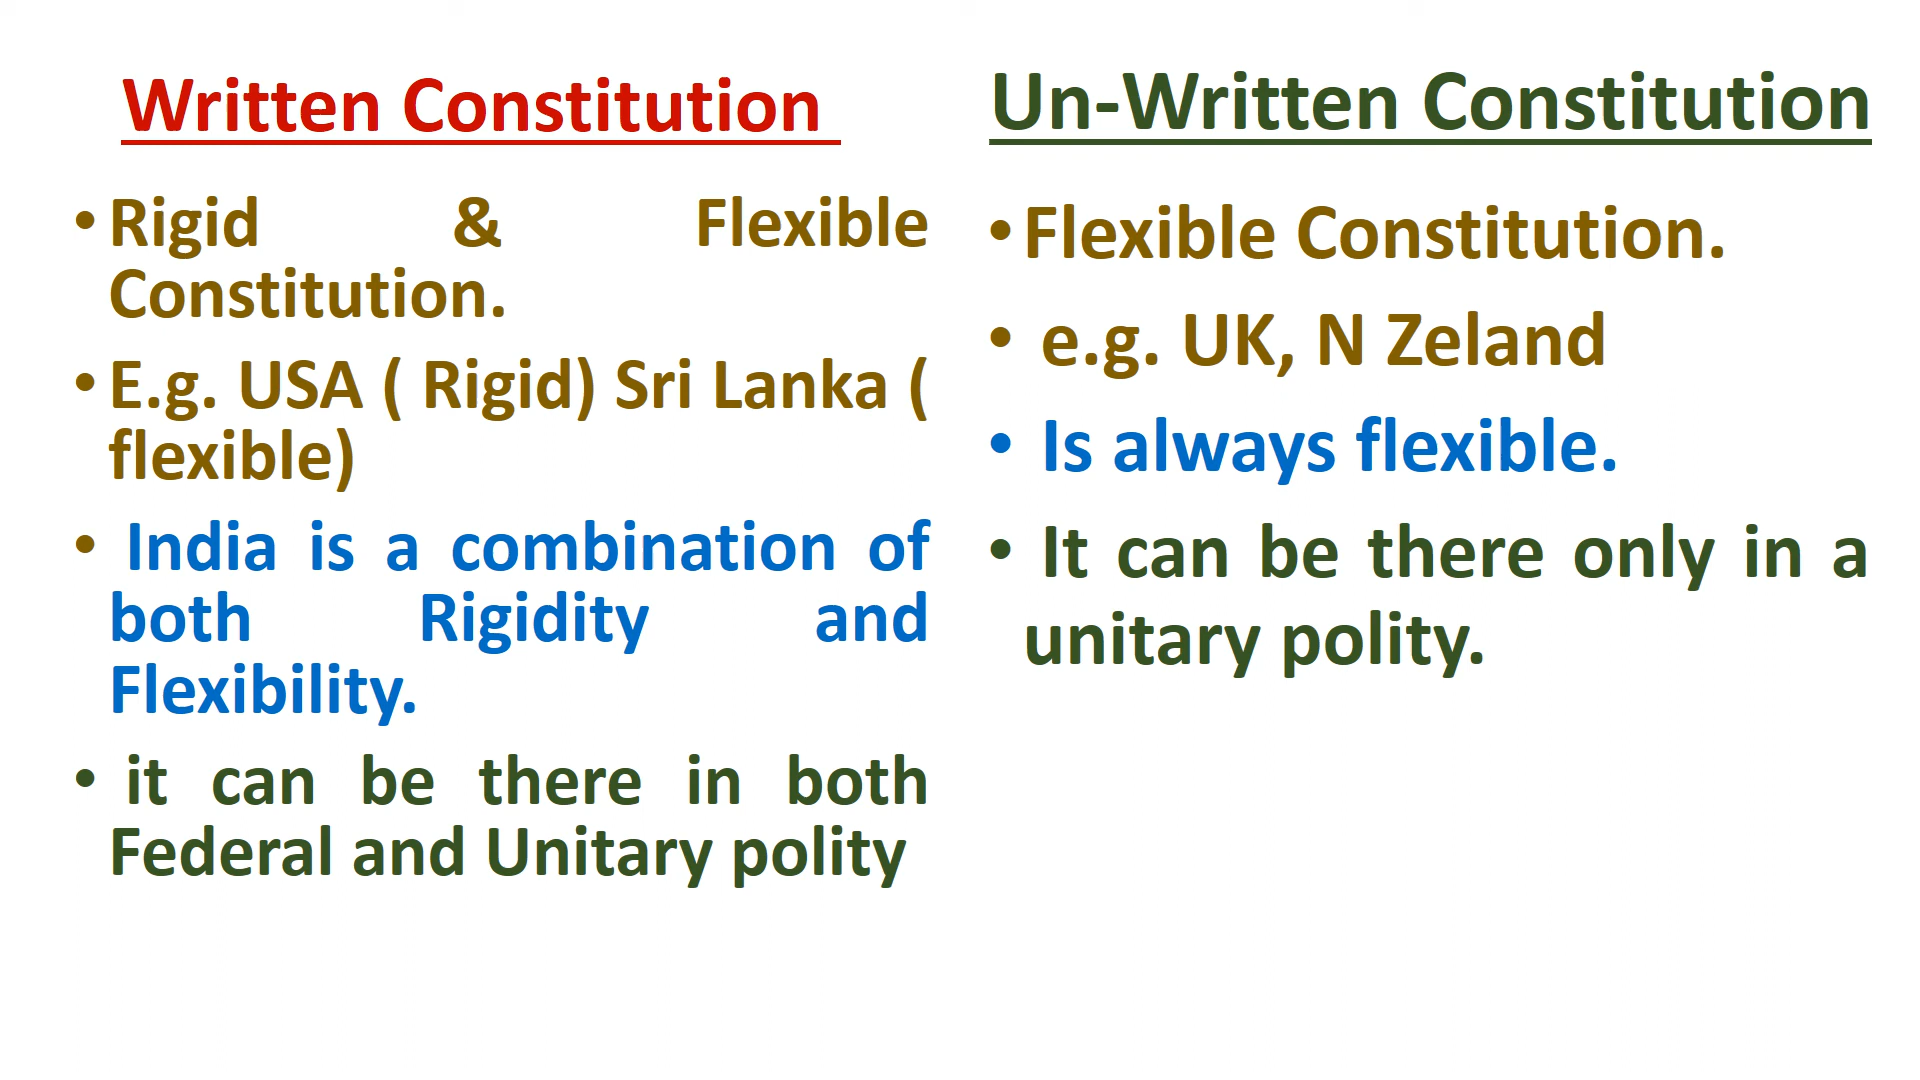 Written Constitution
• Rigid & Flexible
Constitution.
• E.g. USA ( Rigid) Sri Lanka (
flexible)
• India is a combination of
both Rigidity and
Flexibility.
• it can be there in both
Federal and Unitary polity
Un-Written Constitution
• Flexible Constitution.
• e.g. UK, N Zeland
• Is always flexible.
• It can be there only in a
unitary polity.